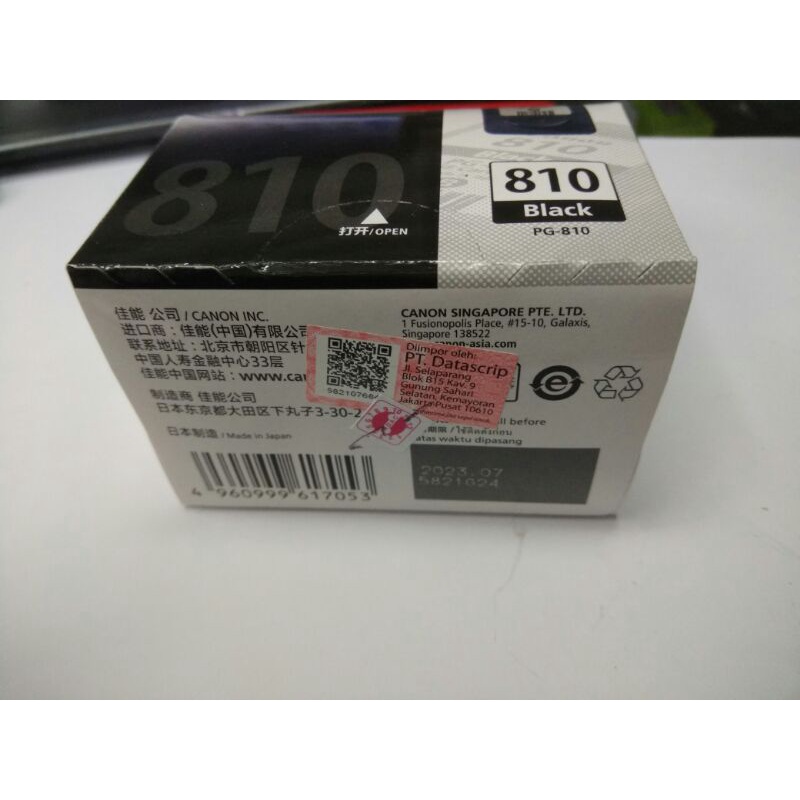 810
打开/OPEN
810
Black
PG-810
佳能 公司 / CANON INC.
进口商：佳能(中国)有限公司
联系地址：北京市朝阳区针
中国人寿金融中心33层
佳能中国网站：www.can
制造商 佳能公司
日本东京都大田区下丸子3-30-2
日本制造 / Made in Japan
4 960999 617053
CANON SINGAPORE PTE. LTD.
1 Fusionopolis Place, #15-10, Galaxis,
Singapore 138522
canon-asia.com
Diimpor oleh:
PT. Datascrip
Jl. Selaparang
Blok B15 Kav. 9
Gunung Sahari
Selatan, Kemayoran
Jakarta Pusat 10610
before
waktu dipasang
2023.07
5821024